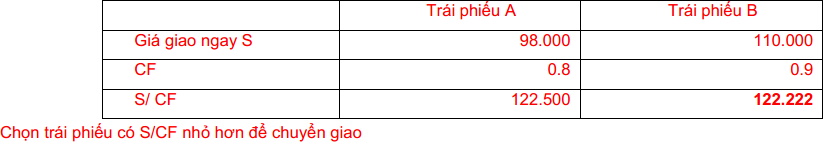 Trái phiếu A Trái phiếu B
Giá giao ngay S 98.000 110.000
CF 0.8 0.9
S/ CF 122.500 122.222
Chọn trái phiếu có S/CF nhỏ hơn để chuyển giao